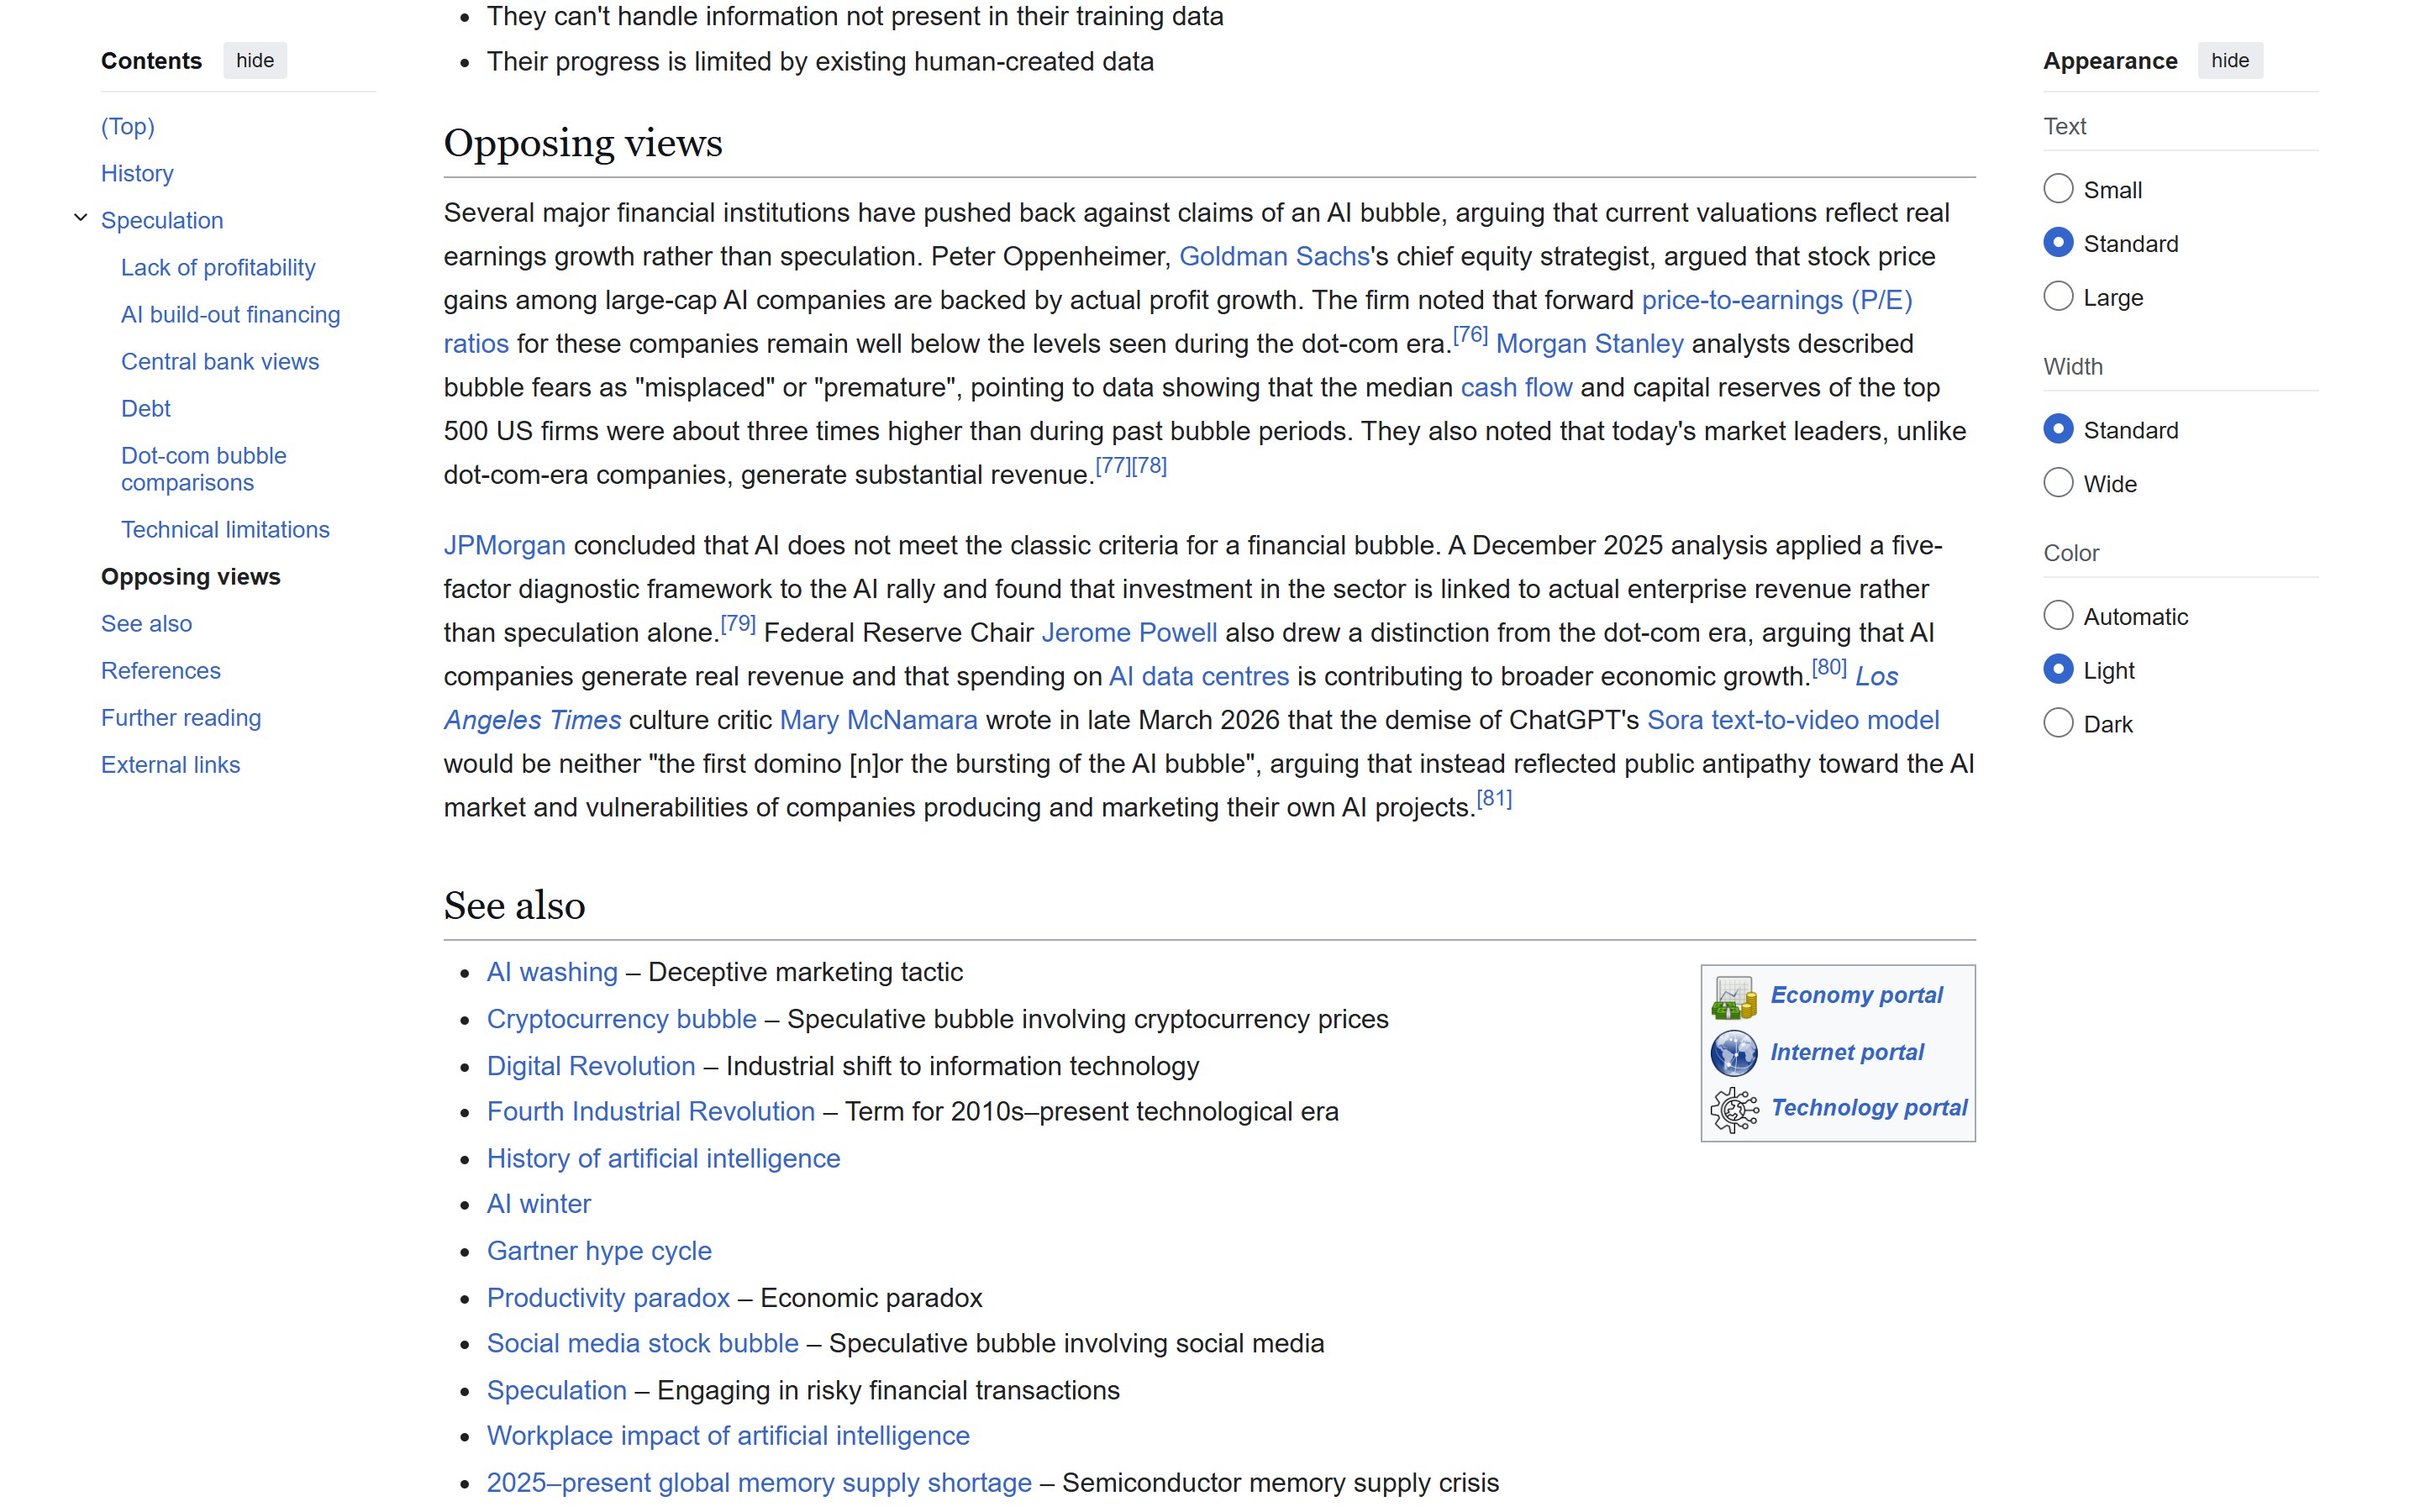 They can't handle information not present in their training data
Their progress is limited by existing human-created data
Contents hide
(Top)
History
Speculation
Lack of profitability
AI build-out financing
Central bank views
Debt
Dot-com bubble
comparisons
Technical limitations
Opposing views
See also
References
Further reading
External links
Opposing views
Several major financial institutions have pushed back against claims of an AI bubble, arguing that current valuations reflect real
earnings growth rather than speculation. Peter Oppenheimer, Goldman Sachs's chief equity strategist, argued that stock price
gains among large-cap AI companies are backed by actual profit growth. The firm noted that forward price-to-earnings (P/E)
ratios for these companies remain well below the levels seen during the dot-com era.[76] Morgan Stanley analysts described
bubble fears as "misplaced" or "premature", pointing to data showing that the median cash flow and capital reserves of the top
500 US firms were about three times higher than during past bubble periods. They also noted that today's market leaders, unlike
dot-com-era companies, generate substantial revenue.[77][78]
JPMorgan concluded that AI does not meet the classic criteria for a financial bubble. A December 2025 analysis applied a five-
factor diagnostic framework to the AI rally and found that investment in the sector is linked to actual enterprise revenue rather
than speculation alone.[79] Federal Reserve Chair Jerome Powell also drew a distinction from the dot-com era, arguing that AI
companies generate real revenue and that spending on AI data centres is contributing to broader economic growth.[80] Los
Angeles Times culture critic Mary McNamara wrote in late March 2026 that the demise of ChatGPT's Sora text-to-video model
would be neither "the first domino [n]or the bursting of the AI bubble", arguing that instead reflected public antipathy toward the AI
market and vulnerabilities of companies producing and marketing their own AI projects.[81]
See also
AI washing – Deceptive marketing tactic
Cryptocurrency bubble – Speculative bubble involving cryptocurrency prices
Digital Revolution – Industrial shift to information technology
Fourth Industrial Revolution – Term for 2010s–present technological era
History of artificial intelligence
AI winter
Gartner hype cycle
Productivity paradox – Economic paradox
Social media stock bubble – Speculative bubble involving social media
Speculation – Engaging in risky financial transactions
Workplace impact of artificial intelligence
2025–present global memory supply shortage – Semiconductor memory supply crisis
Economy portal
Internet portal
Technology portal
Appearance hide
Text
Small
Standard
Large
Width
Standard
Wide
Color
Automatic
Light
Dark